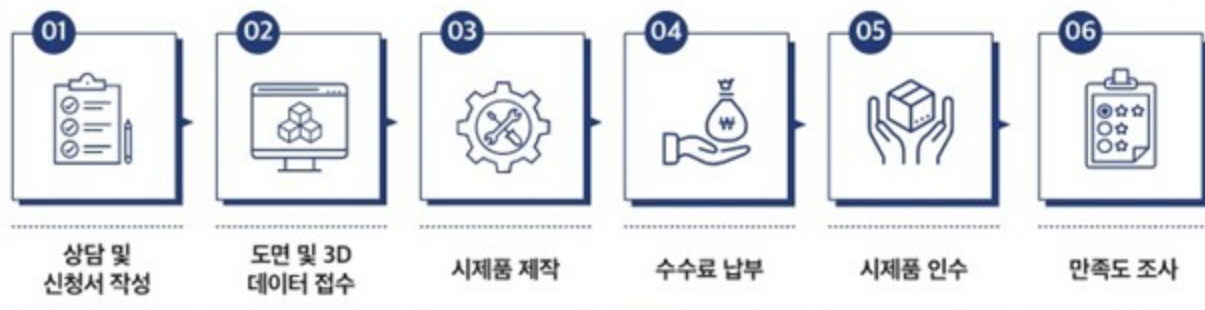 01
02
03
04
05
06
₩
상담 및
신청서 작성
도면 및 3D
데이터 접수
시제품 제작
수수료 납부
시제품 인수
만족도 조사